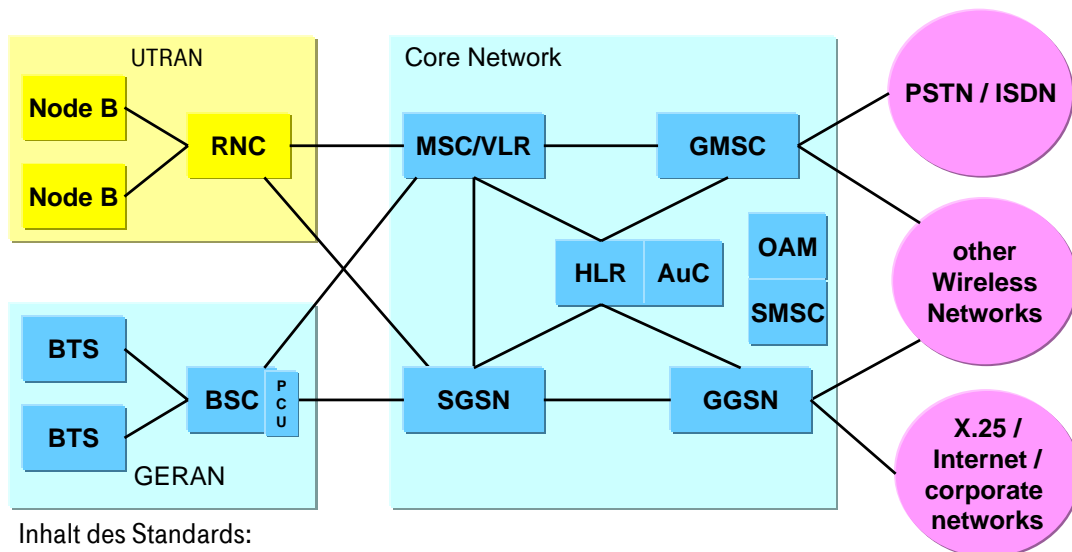 UTRAN
Node B
Node B
RNC
Core Network
MSC/VLR
GMSC
HLR
AuC
OAM
SMSC
SGSN
GGSN
BTS
BTS
BSC
P
C
U
GERAN
PSTN / ISDN
other
Wireless
Networks
X.25 /
Internet /
corporate
networks
Inhalt des Standards: